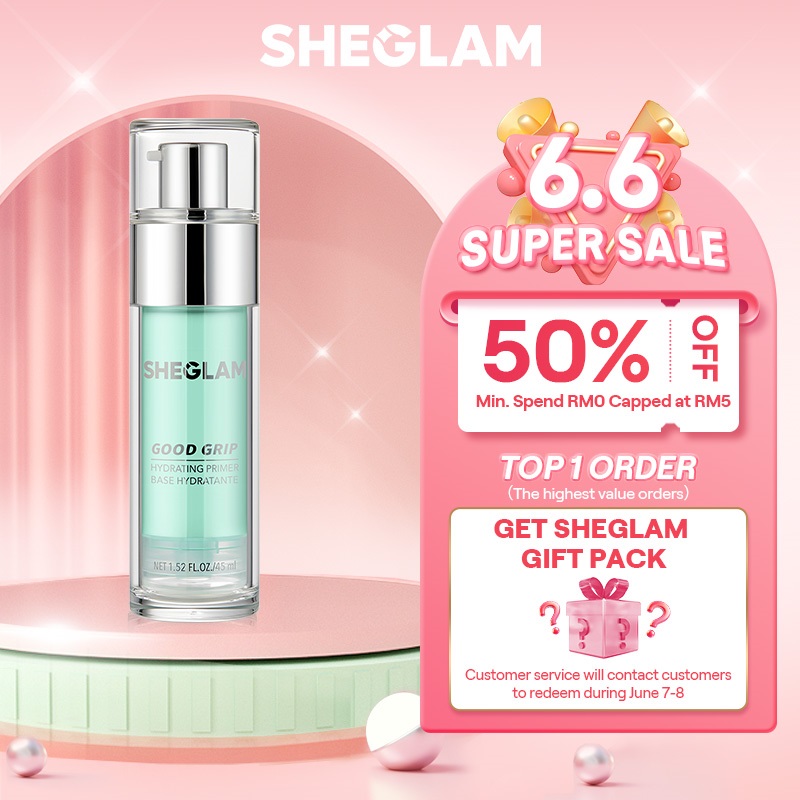 SHEGLAM
SHEGLAM
GOOD GRIP
HYDRATING PRIMER
BASE HYDRATANTE
NET 1.52 FL.OZ./45 ml
6.6
SUPER SALE
50% OFF
Min. Spend RM0 Capped at RM5
TOP 1 ORDER
(The highest value orders)
GET SHEGLAM
GIFT PACK
? ? ? ?
Customer service will contact customers
to redeem during June 7-8